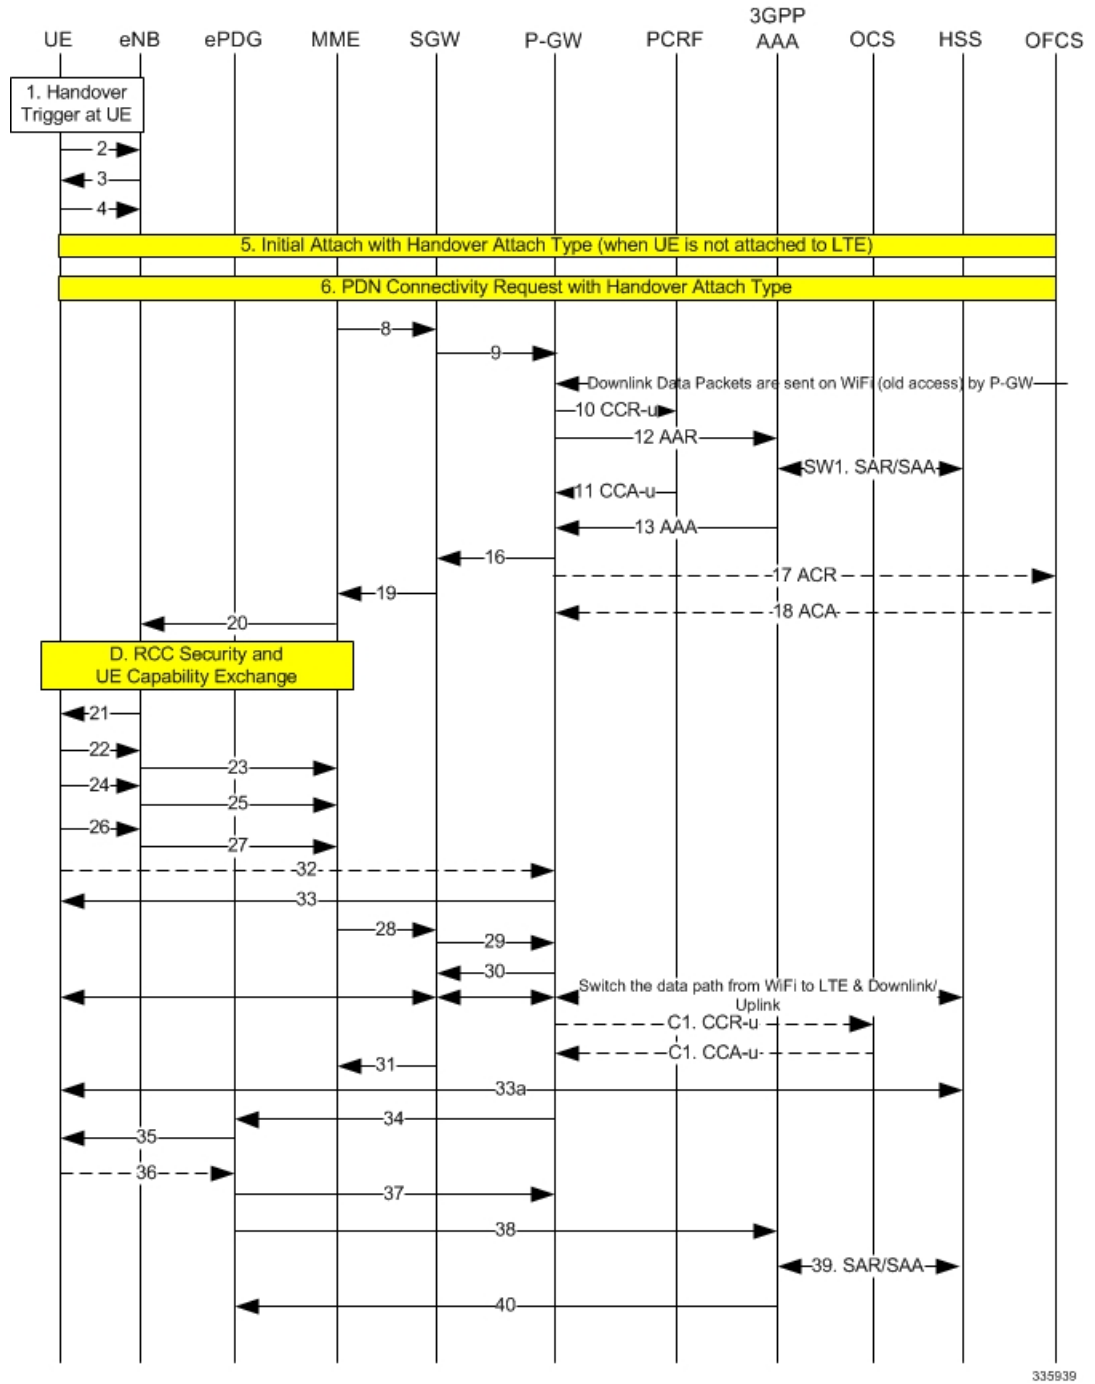 3GPP
UE eNB ePDG MME SGW P-GW PCRF AAA OCS HSS OFCS
1. Handover
Trigger at UE
2
3
4
5. Initial Attach with Handover Attach Type (when UE is not attached to LTE)
6. PDN Connectivity Request with Handover Attach Type
8
9
Downlink Data Packets are sent on WiFi (old access) by P-GW
10 CCR-u
12 AAR
SW1. SAR/SAA
11 CCA-u
13 AAA
16
17 ACR
19
18 ACA
20
D. RCC Security and
UE Capability Exchange
21
22
23
24
25
26
27
32
33
28
29
30
Switch the data path from WiFi to LTE & Downlink/
Uplink
C1. CCR-u
C1. CCA-u
31
33a
34
35
36
37
38
39. SAR/SAA
40
335939